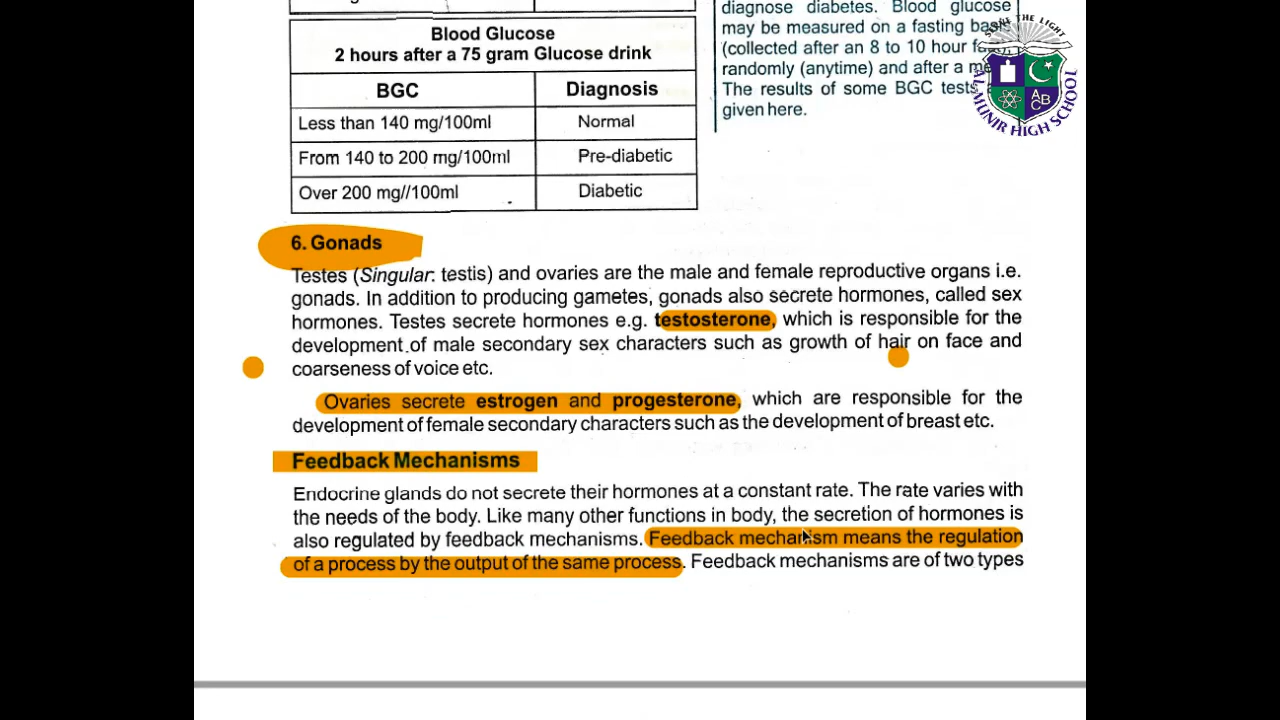 diagnose diabetes. Blood glucose
may be measured on a fasting
(collected after an 8 to 10 hour
randomly (anytime) and after a
The results of some BGC tests
given here.
Blood Glucose
2 hours after a 75 gram Glucose drink
BGC Diagnosis
Less than 140 mg/100ml Normal
From 140 to 200 mg/100ml Pre-diabetic
Over 200 mg//100ml Diabetic
SHINE THE LIGHT
AL MUNIR HIGH SCHOOL
A B C
6. Gonads
Testes (Singular: testis) and ovaries are the male and female reproductive organs i.e.
gonads. In addition to producing gametes, gonads also secrete hormones, called sex
hormones. Testes secrete hormones e.g. testosterone, which is responsible for the
development of male secondary sex characters such as growth of hair on face and
coarseness of voice etc.
Ovaries secrete estrogen and progesterone, which are responsible for the
development of female secondary characters such as the development of breast etc.
Feedback Mechanisms
Endocrine glands do not secrete their hormones at a constant rate. The rate varies with
the needs of the body. Like many other functions in body, the secretion of hormones is
also regulated by feedback mechanisms. Feedback mechanism means the regulation
of a process by the output of the same process. Feedback mechanisms are of two types